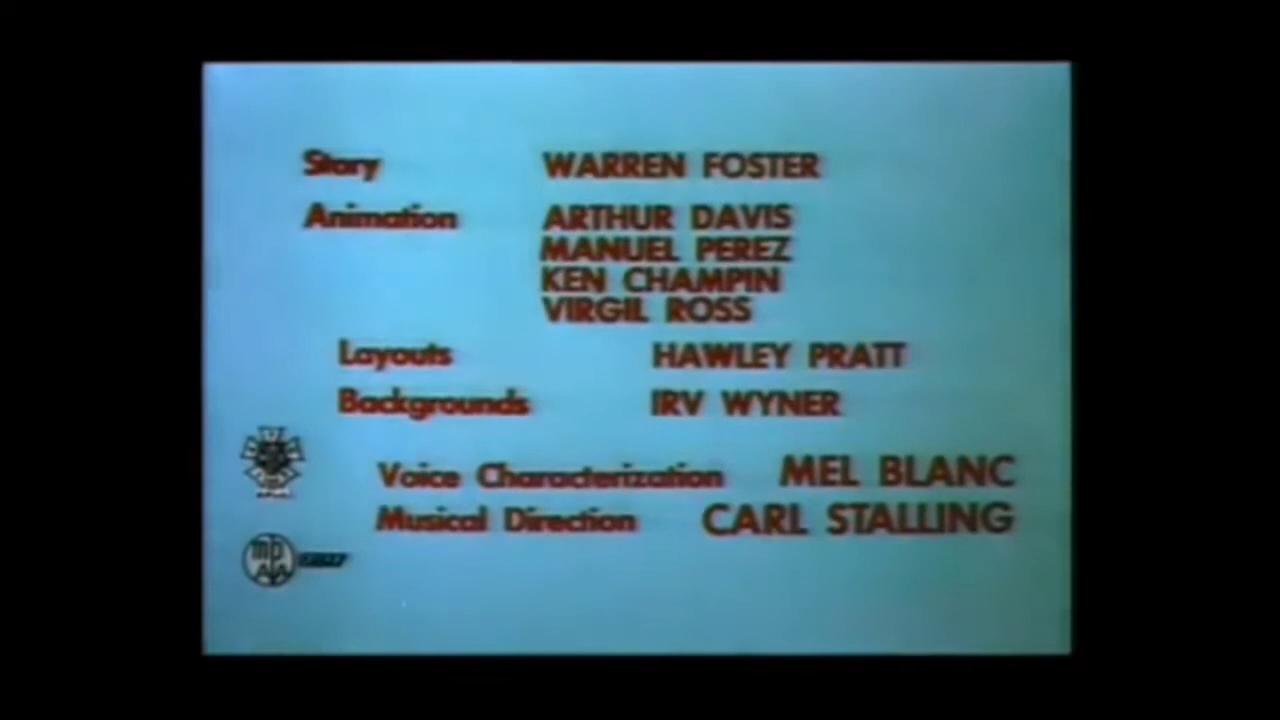 Story WARREN FOSTER
Animation ARTHUR DAVIS
MANUEL PEREZ
KEN CHAMPIN
VIRGIL ROSS
Layouts HAWLEY PRATT
Backgrounds IRV WYNER
Voice Characterization MEL BLANC
Musical Direction CARL STALLING